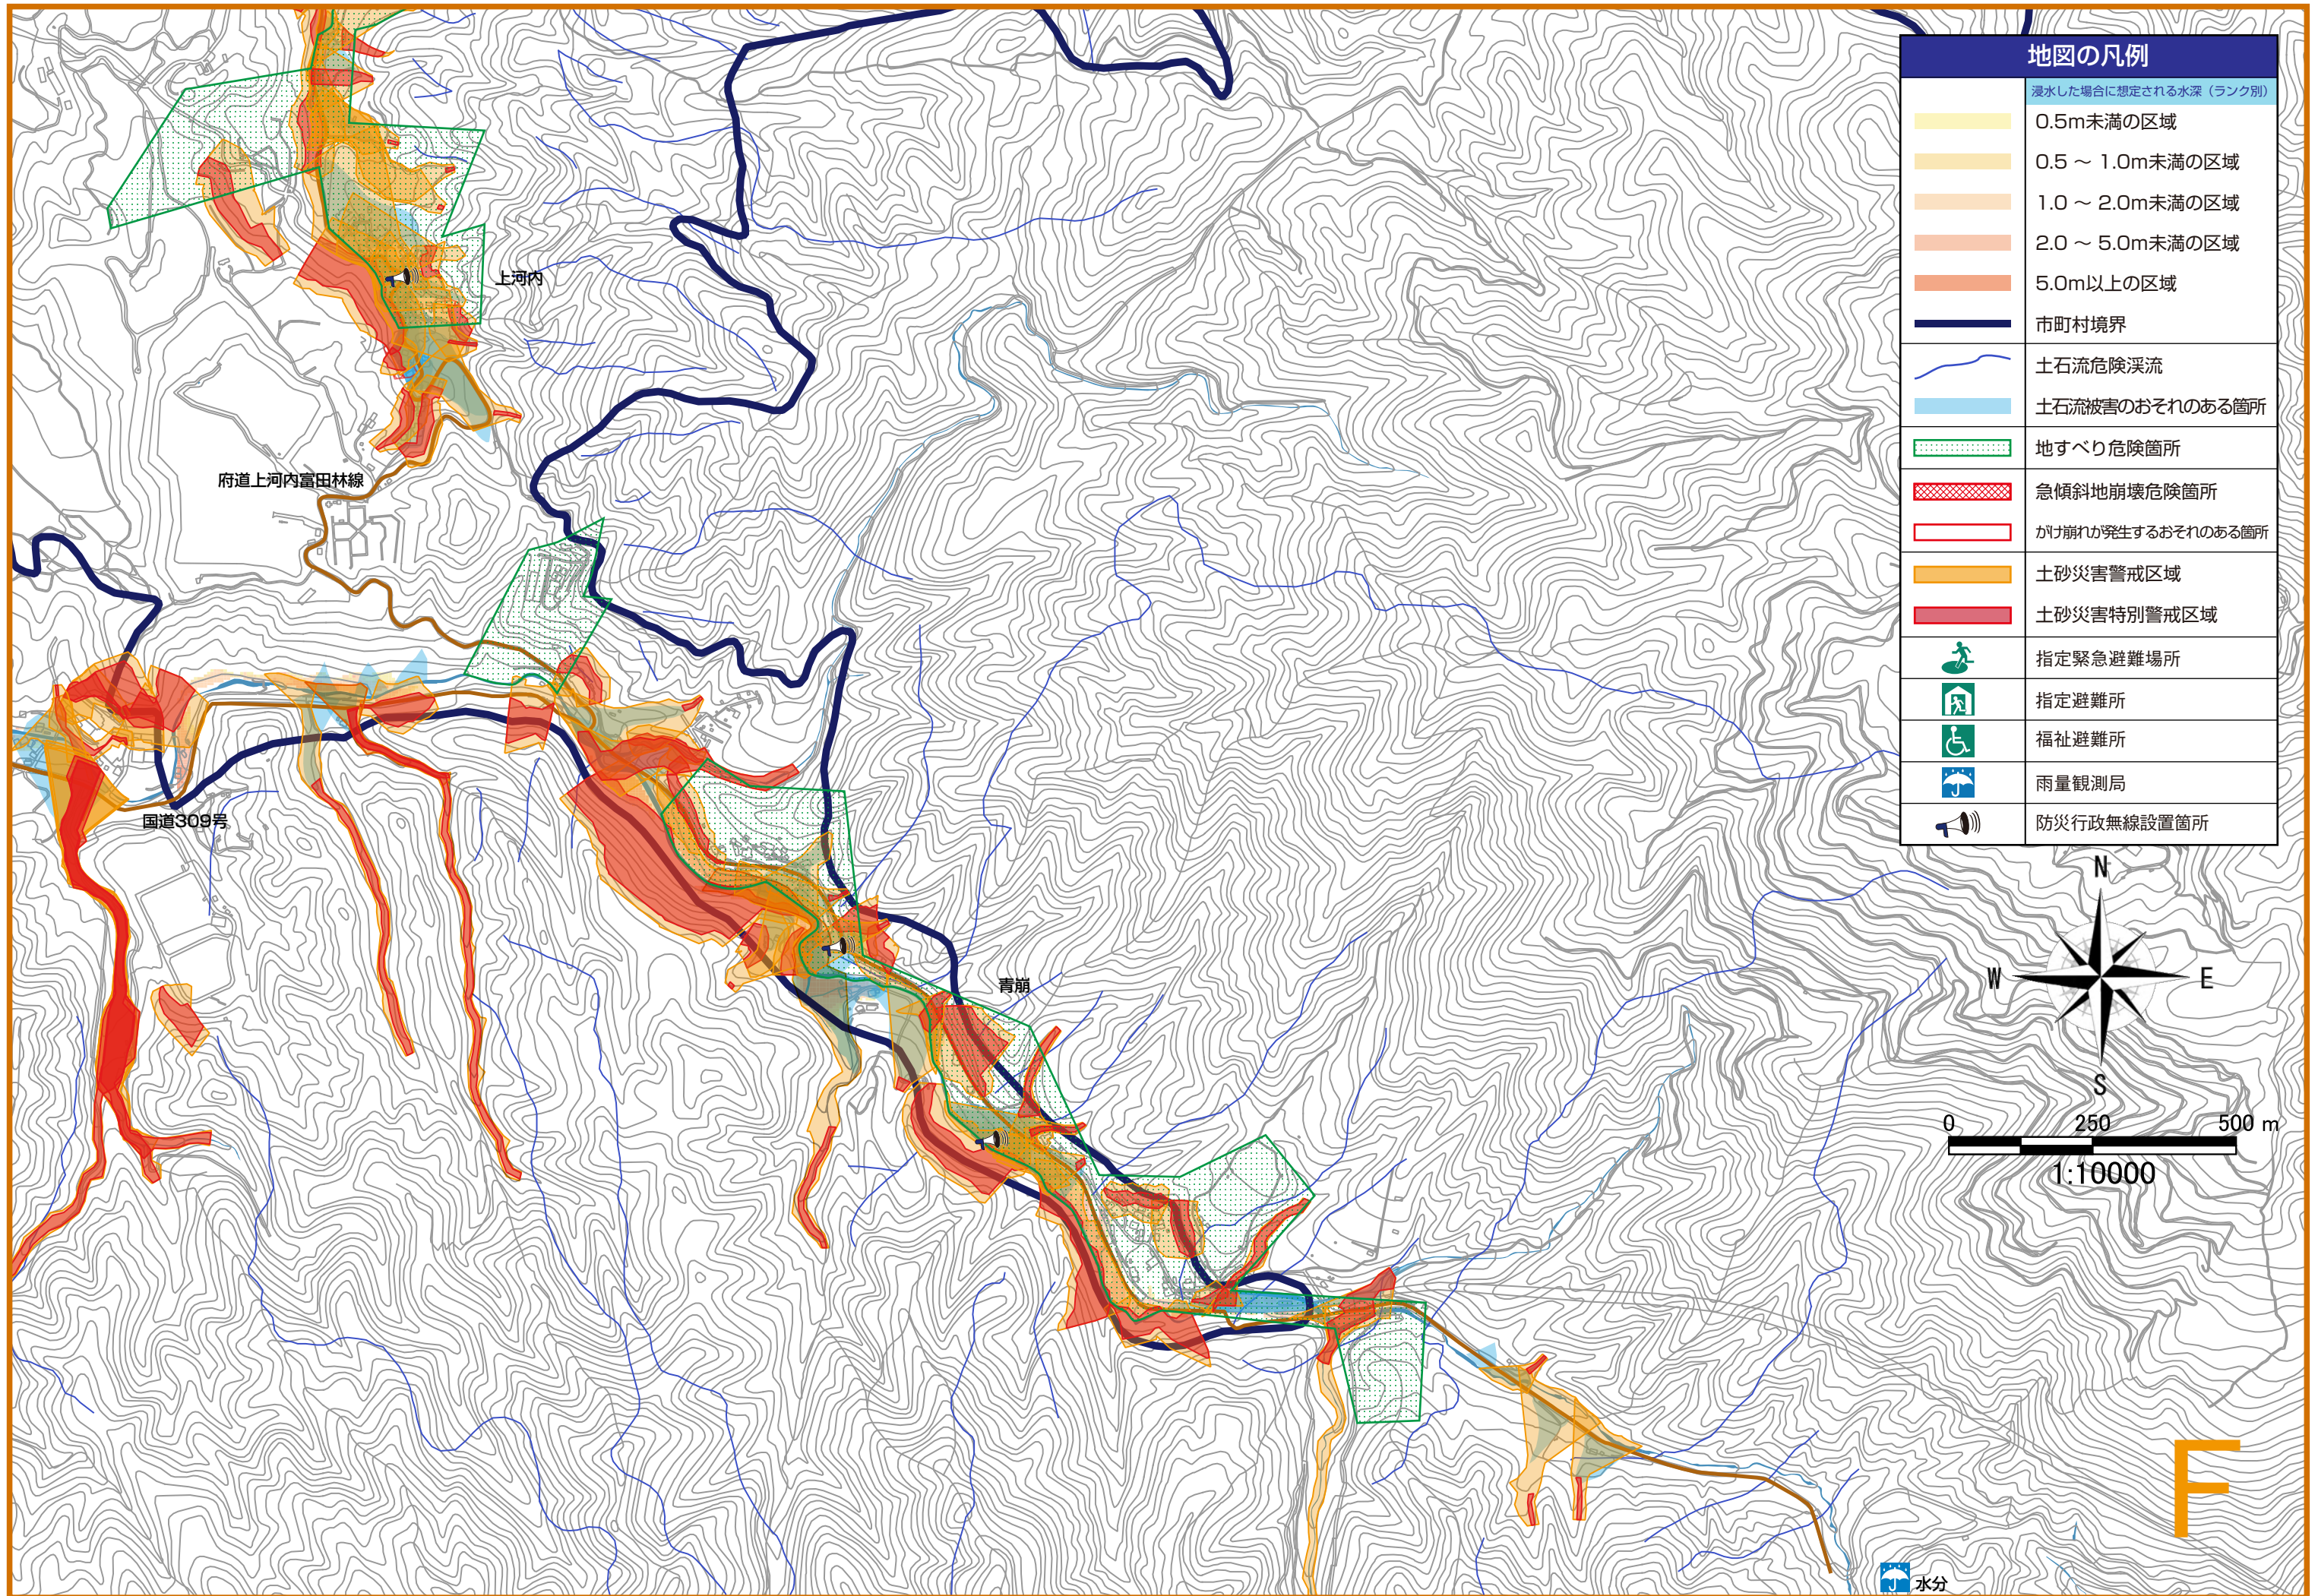 地図の凡例
浸水した場合に想定される水深（ランク別）
0.5m未満の区域
0.5 ～ 1.0m未満の区域
1.0 ～ 2.0m未満の区域
2.0 ～ 5.0m未満の区域
5.0m以上の区域
市町村境界
土石流危険渓流
土石流被害のおそれのある箇所
地すべり危険箇所
急傾斜地崩壊危険箇所
がけ崩れが発生するおそれのある箇所
土砂災害警戒区域
土砂災害特別警戒区域
指定緊急避難場所
指定避難所
福祉避難所
雨量観測局
防災行政無線設置箇所
上河内
府道上河内富田林線
国道309号
青崩
N
W
E
S
0 250 500 m
1:10000
F
水分